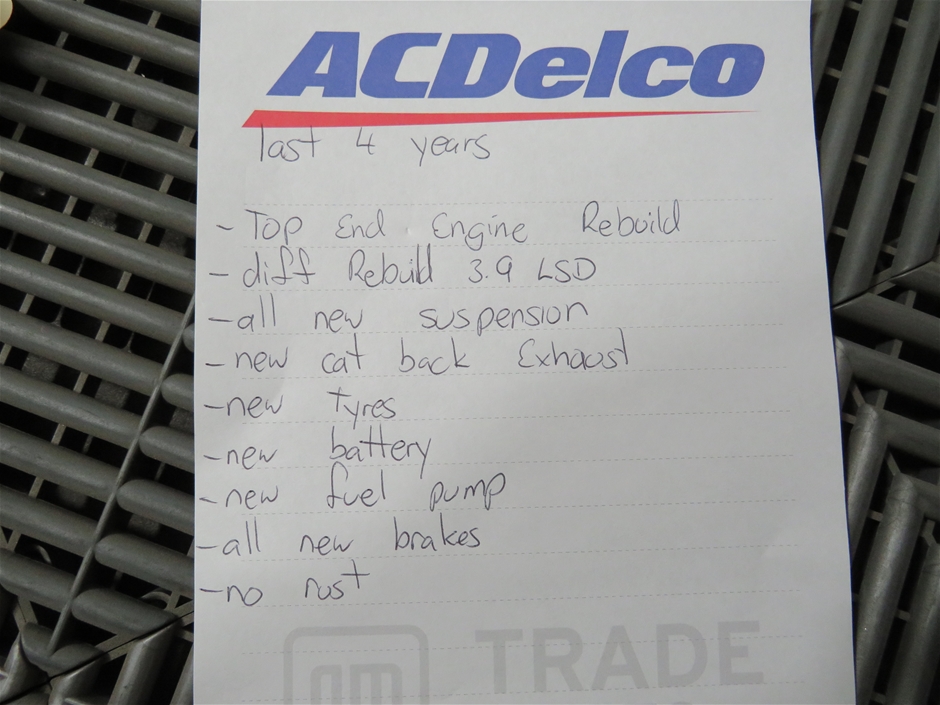 ACDelco
last 4 years
- Top End Engine Rebuild
- diff Rebuild 3.9 LSD
- all new suspension
- new cat back Exhaust
- new tyres
- new battery
- new fuel pump
- all new brakes
- no rust
gm TRADE